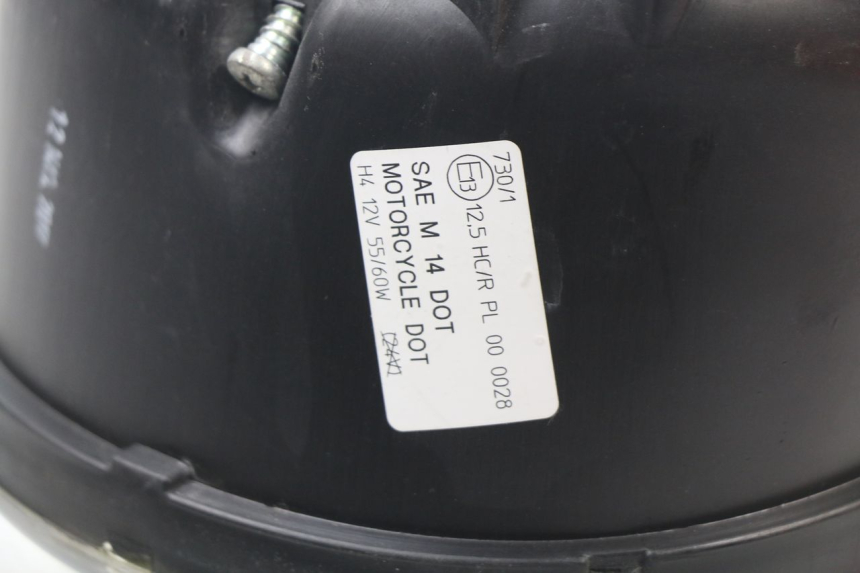 730/1
E13 12,5 HC/R PL 00 0028
SAE M 14 DOT
MOTORCYCLE DOT
H4 12V 55/60W